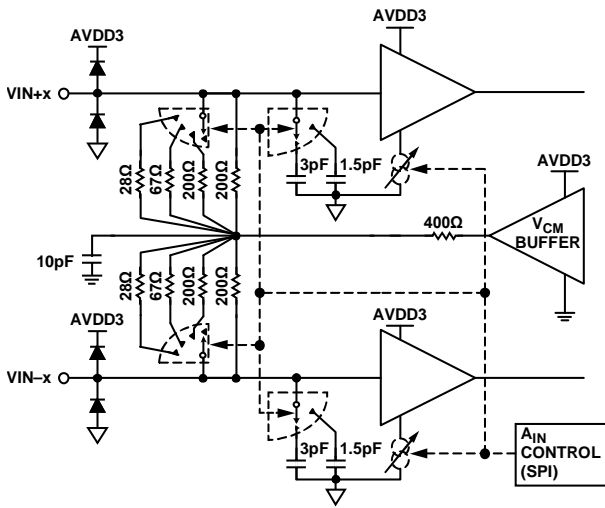 AVDD3
AVDD3
VIN+x
28Ω
67Ω
200Ω
200Ω
3pF
1.5pF
AVDD3
400Ω
VCM
BUFFER
10pF
28Ω
67Ω
200Ω
200Ω
AVDD3
AVDD3
VIN–x
3pF
1.5pF
AIN
CONTROL
(SPI)